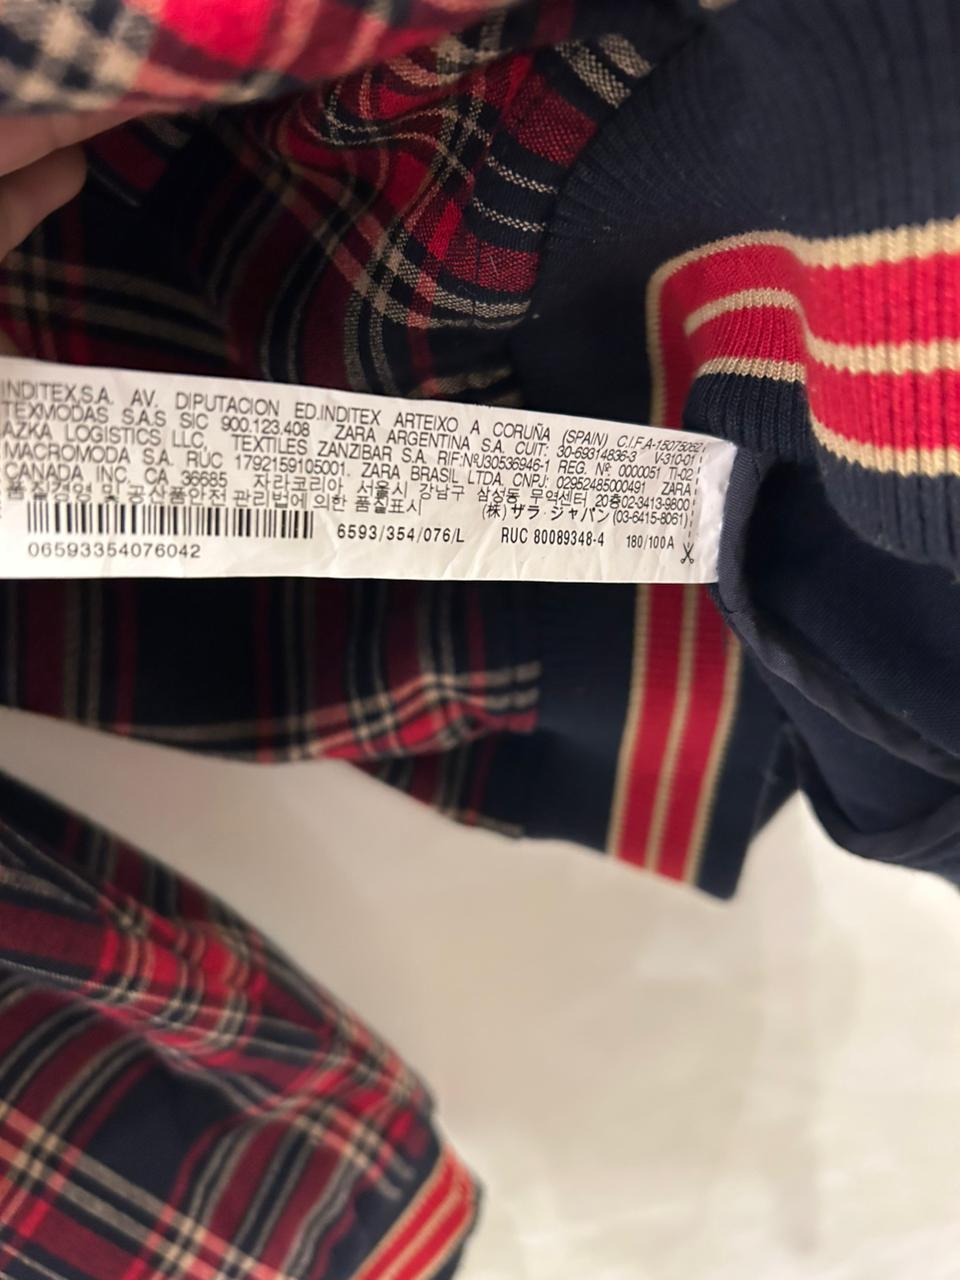 INDITEX,S.A. AV. DIPUTACION ED.INDITEX ARTEIXO A CORUÑA (SPAIN) C.I.F A-15075062
TEXMODAS S.A.S SIC 900.123.408 ZARA ARGENTINA S.A. CUIT: 30-69314836-3 V-310-01
AZKA LOGISTICS LLC, TEXTILES ZANZIBAR S.A. RIF:Nº:J30536946-1 REG. Nº: 0000051 TI-02
MACROMODA S.A. RUC 1792159105001. ZARA BRASIL LTDA. CNPJ: 02952485000491 ZARA
CANADA INC. CA 36685 자라코리아 서울시 강남구 삼성동 무역센터 20층02-3413-9800
품질경영 및 공산품안전 관리법에 의한 품질표시 (株) ザラ・ジャパン (03-6415-8061)
06593354076042 6593/354/076/L RUC 80089348-4 180/100A